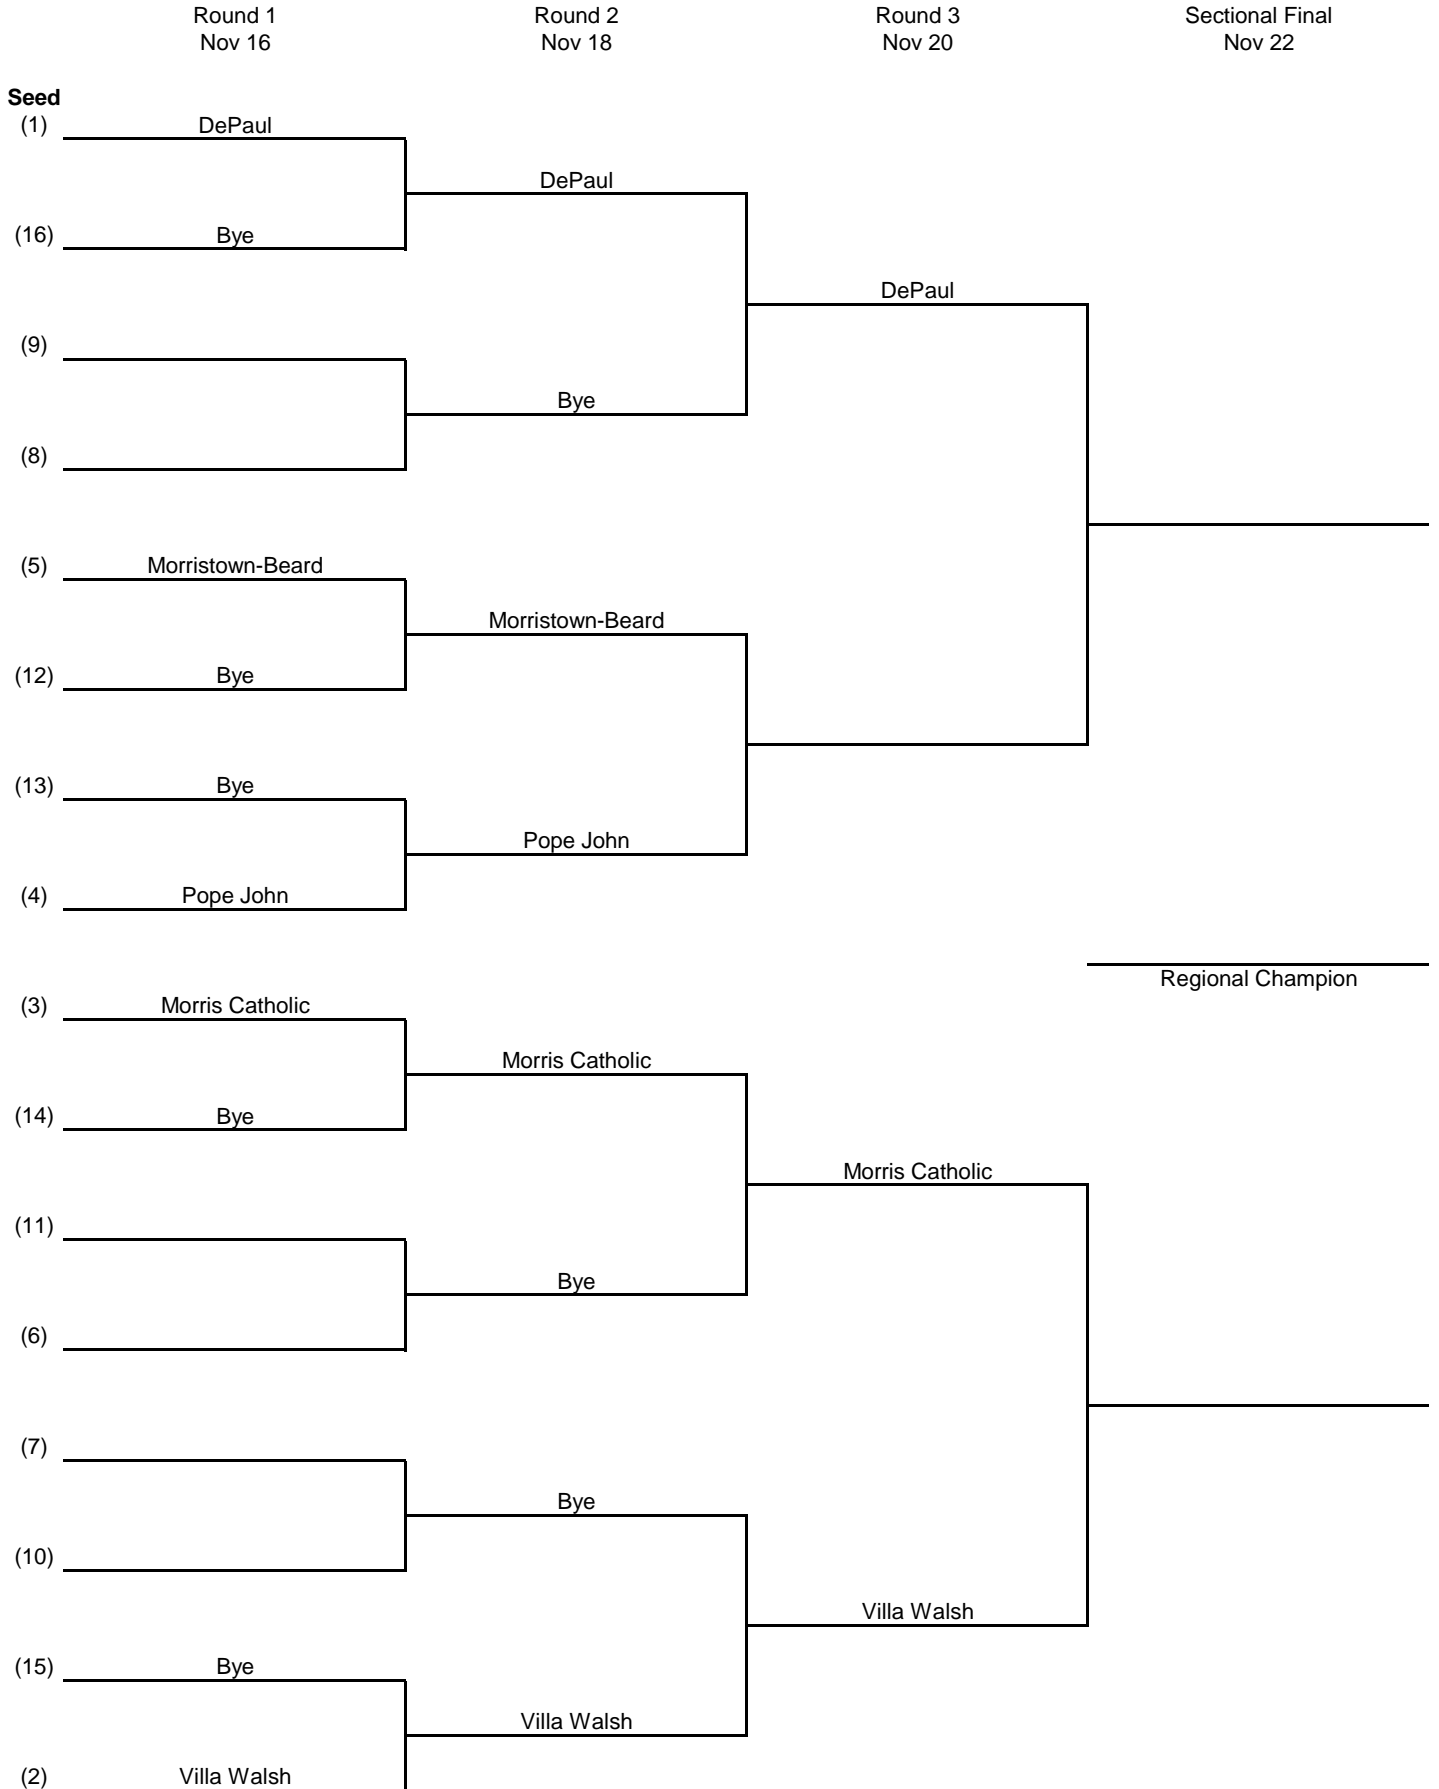 Round 1 Round 2 Round 3 Sectional Final
Nov 16 Nov 18 Nov 20 Nov 22
Seed
(1) DePaul
DePaul
(16) Bye
DePaul
(9)
Bye
(8)
(5) Morristown-Beard
Morristown-Beard
(12) Bye
(13) Bye
Pope John
(4) Pope John
Regional Champion
(3) Morris Catholic
Morris Catholic
(14) Bye
Morris Catholic
(11)
Bye
(6)
(7)
Bye
(10)
Villa Walsh
(15) Bye
Villa Walsh
(2) Villa Walsh